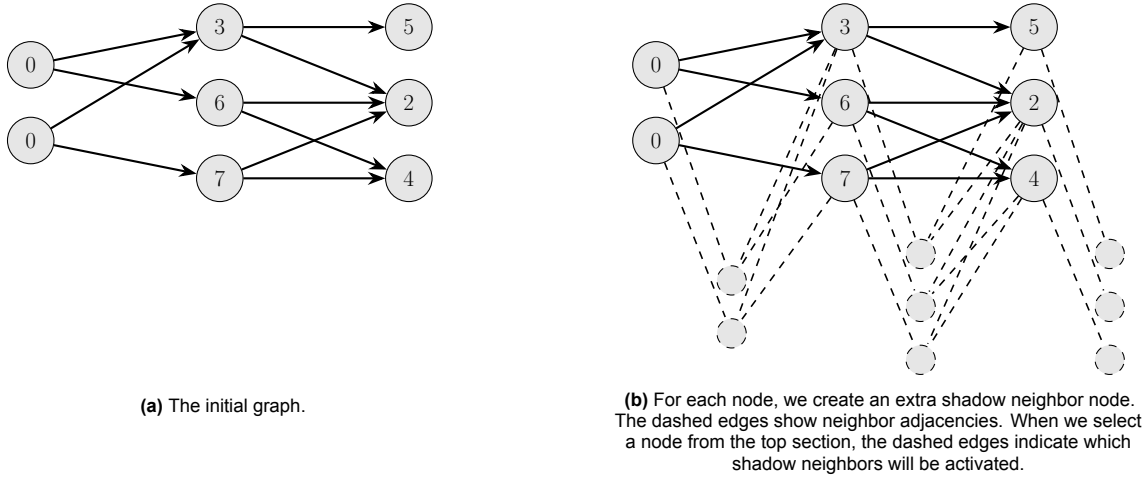 3 5
0
6 2
0
7 4
(a) The initial graph.
3 5
0
6 2
0
7 4
(b) For each node, we create an extra shadow neighbor node.
The dashed edges show neighbor adjacencies. When we select
a node from the top section, the dashed edges indicate which
shadow neighbors will be activated.